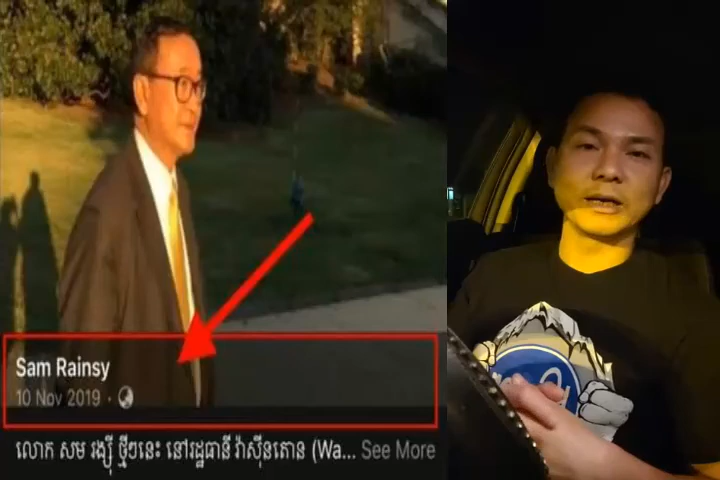 Sam Rainsy
10 Nov 2019 ·
លោក សម រង្ស៊ី ថ្មីៗនេះ នៅរដ្ឋធានី វ៉ាស៊ីនតោន (Wa... See More